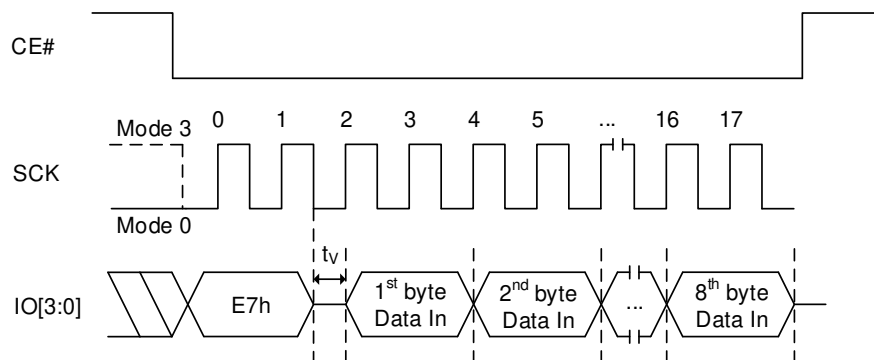 CE#
Mode 3
0 1 2 3 4 5 ... 16 17
SCK
Mode 0
tV
IO[3:0]
E7h
1st byte
Data In
2nd byte
Data In
...
8th byte
Data In